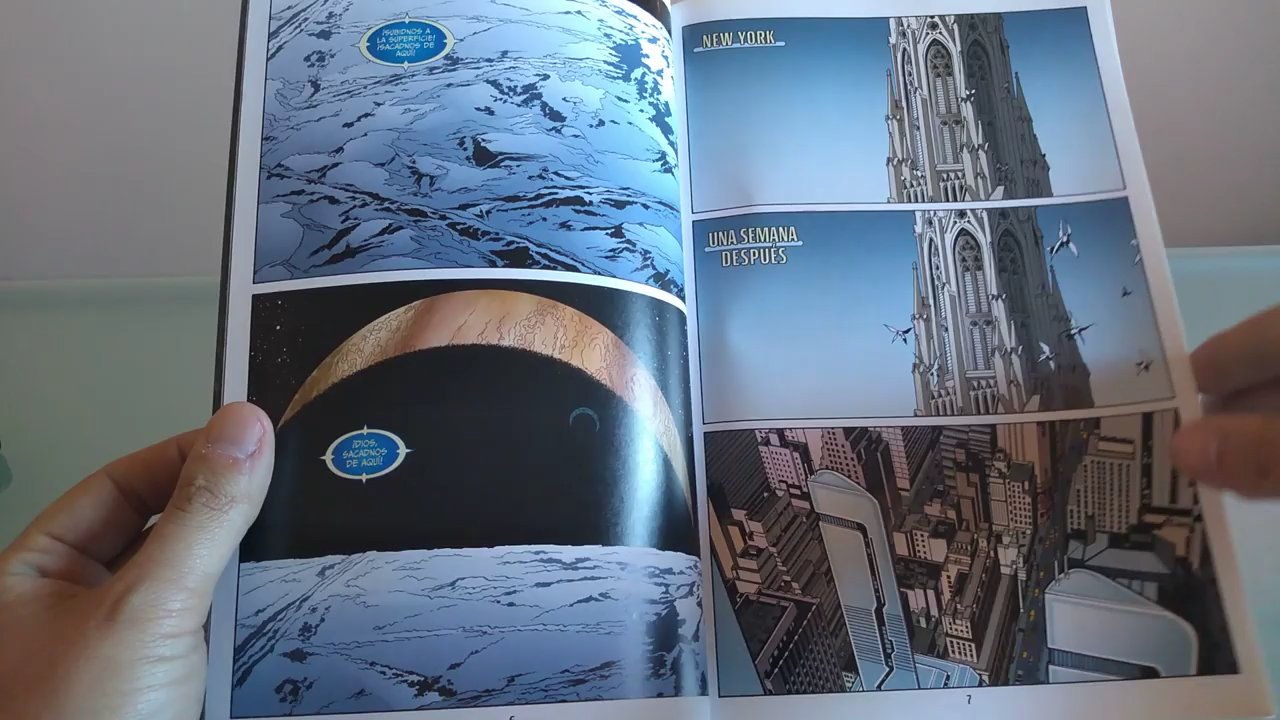 ¡SUBIDNOS A
LA SUPERFICIE!
¡SACADNOS DE
AQUÍ!
¡DIOS,
SACADNOS
DE AQUÍ!
NEW YORK
UNA SEMANA
DESPUÉS
7